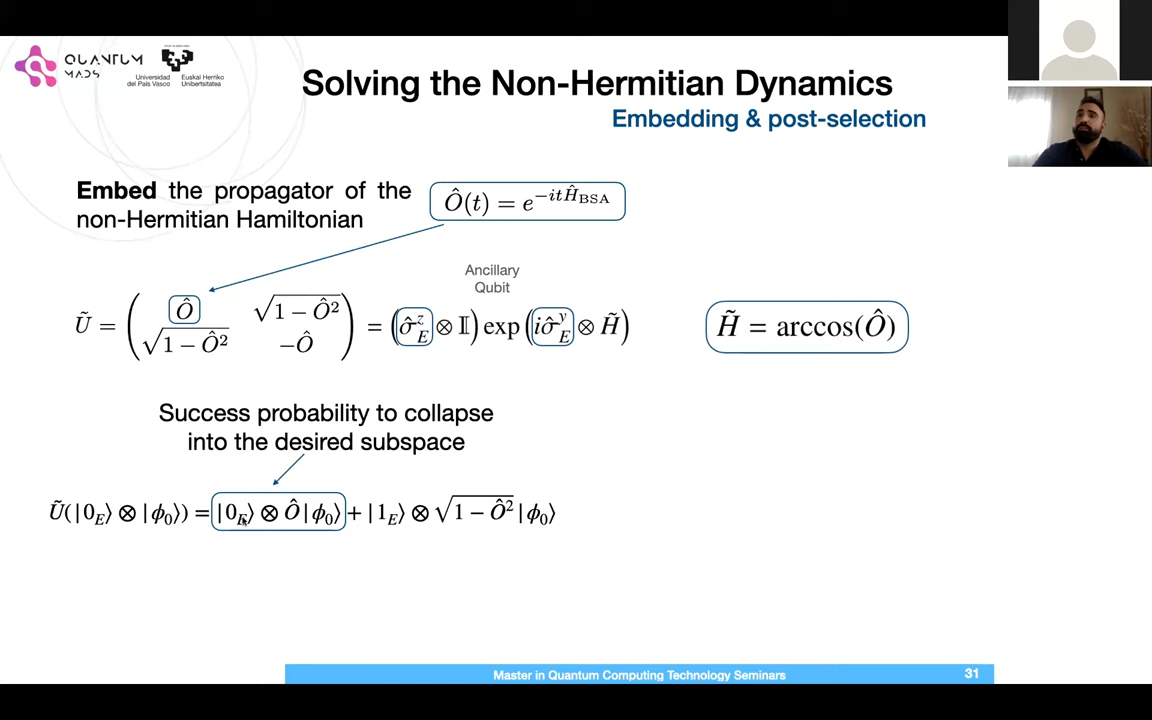 QUANTUM
MADS
Universidad del País Vasco
Euskal Herriko Unibertsitatea
Solving the Non-Hermitian Dynamics
Embedding & post-selection
Embed the propagator of the
non-Hermitian Hamiltonian
Ô(t) = e^{-itĤ_BSA}
Ancillary
Qubit
Ũ = ( Ô √(1 − Ô²) ; √(1 − Ô²) −Ô ) = (σ̂_E^z ⊗ 𝕀) exp (iσ̂_E^y ⊗ H̃)
H̃ = arccos(Ô)
Success probability to collapse
into the desired subspace
Ũ(|0_E⟩ ⊗ |ϕ_0⟩) = |0_E⟩ ⊗ Ô|ϕ_0⟩ + |1_E⟩ ⊗ √(1 − Ô²)|ϕ_0⟩
Master in Quantum Computing Technology Seminars
31